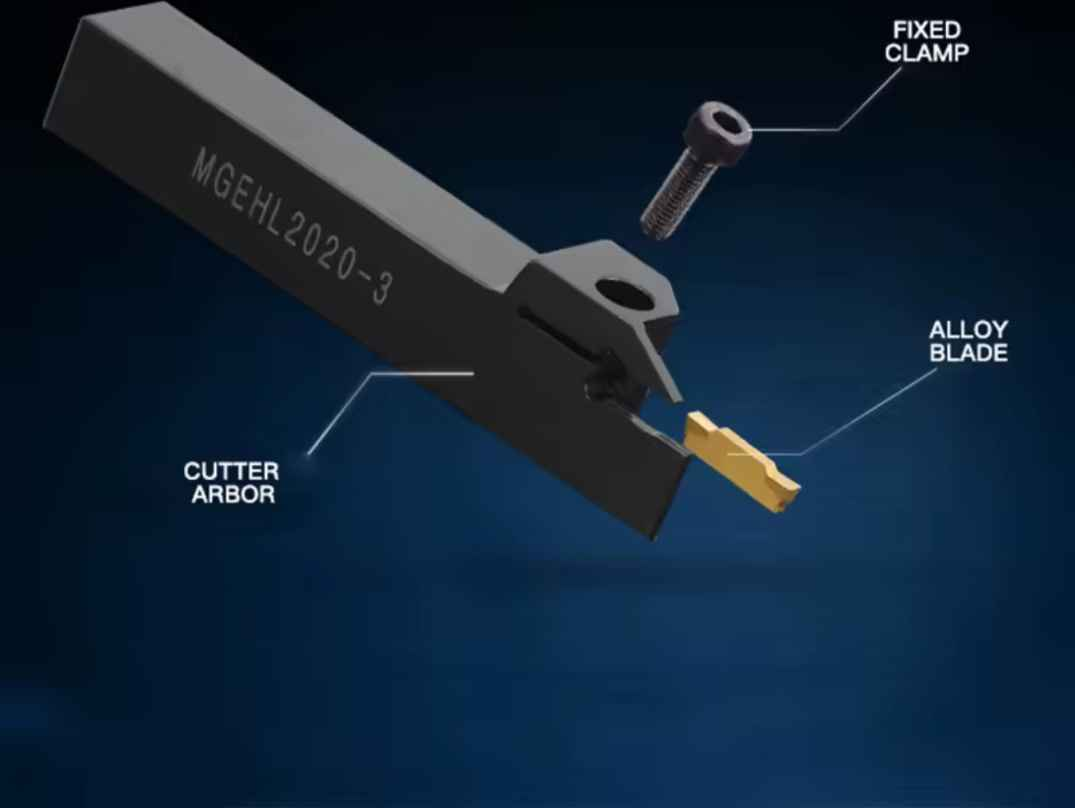 FIXED
CLAMP
MGEHL2020-3
ALLOY
BLADE
CUTTER
ARBOR